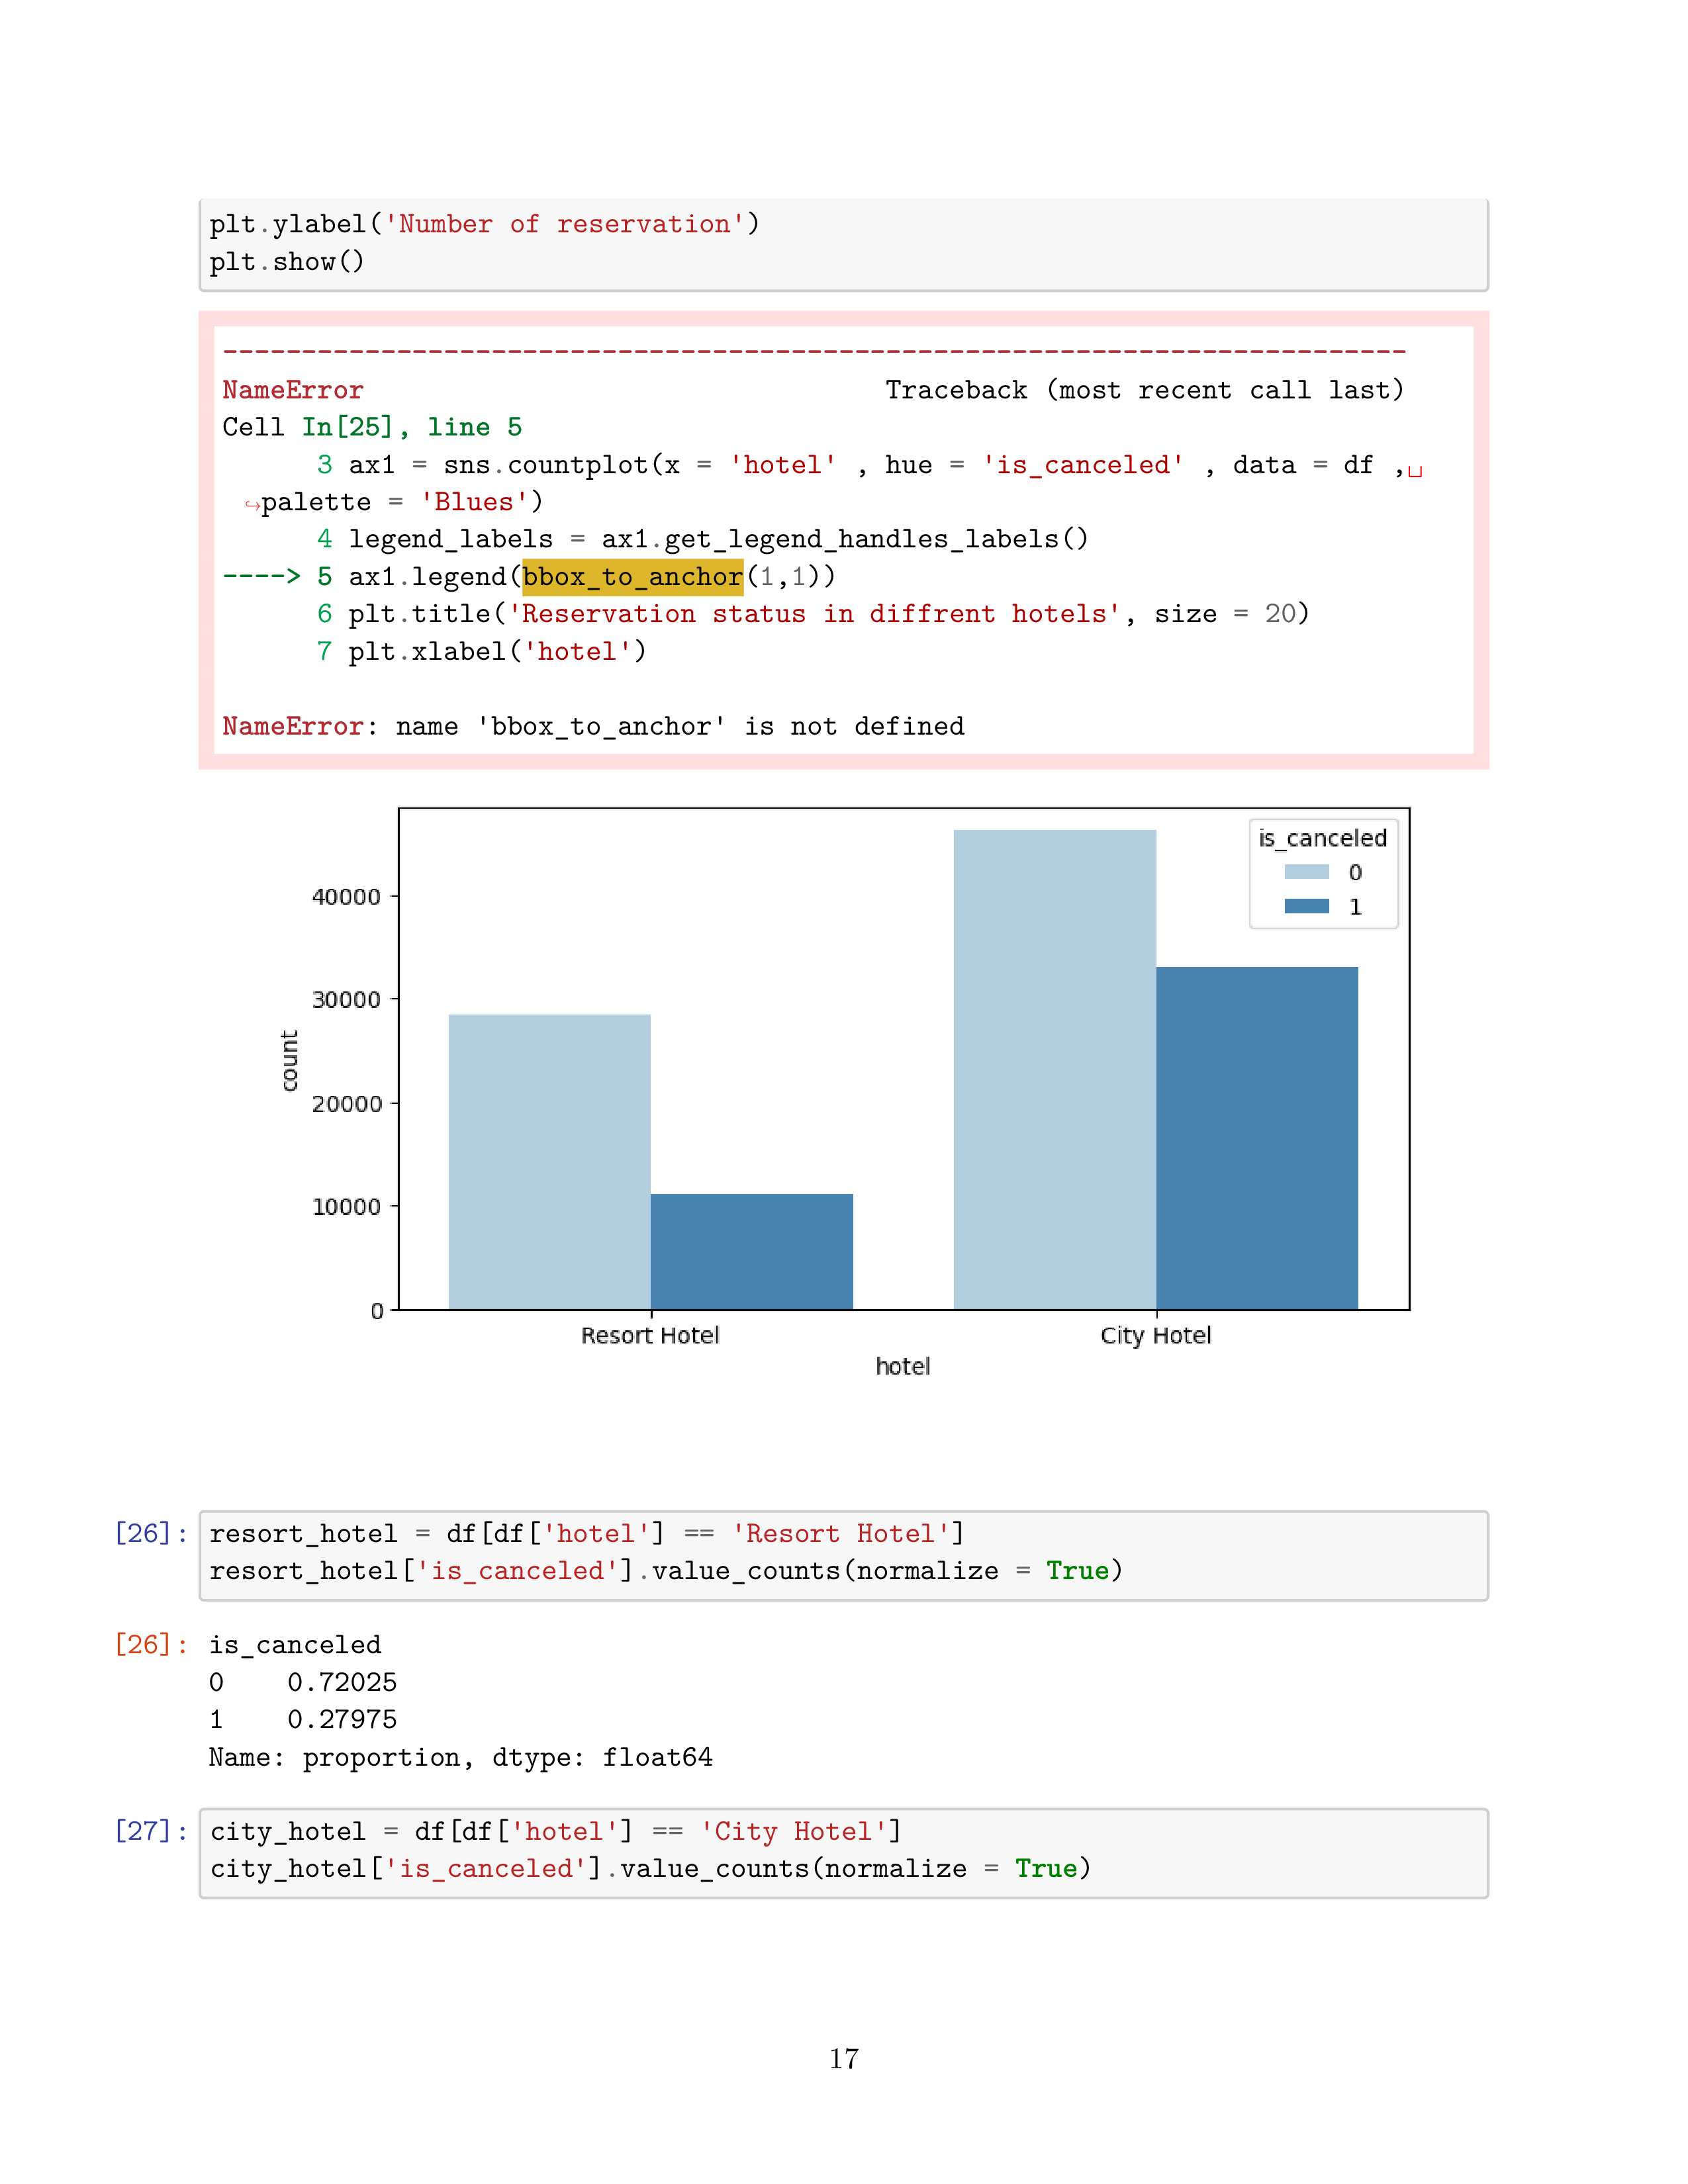 plt.ylabel('Number of reservation')
plt.show()
---------------------------------------------------------------------------
NameError                                 Traceback (most recent call last)
Cell In[25], line 5
      3 ax1 = sns.countplot(x = 'hotel' , hue = 'is_canceled' , data = df ,␣
↪palette = 'Blues')
      4 legend_labels = ax1.get_legend_handles_labels()
----> 5 ax1.legend(bbox_to_anchor(1,1))
      6 plt.title('Reservation status in diffrent hotels', size = 20)
      7 plt.xlabel('hotel')
NameError: name 'bbox_to_anchor' is not defined
is_canceled
0
1
40000
30000
20000
10000
0
count
Resort Hotel City Hotel
hotel
[26]: resort_hotel = df[df['hotel'] == 'Resort Hotel']
resort_hotel['is_canceled'].value_counts(normalize = True)
[26]: is_canceled
0    0.72025
1    0.27975
Name: proportion, dtype: float64
[27]: city_hotel = df[df['hotel'] == 'City Hotel']
city_hotel['is_canceled'].value_counts(normalize = True)
17